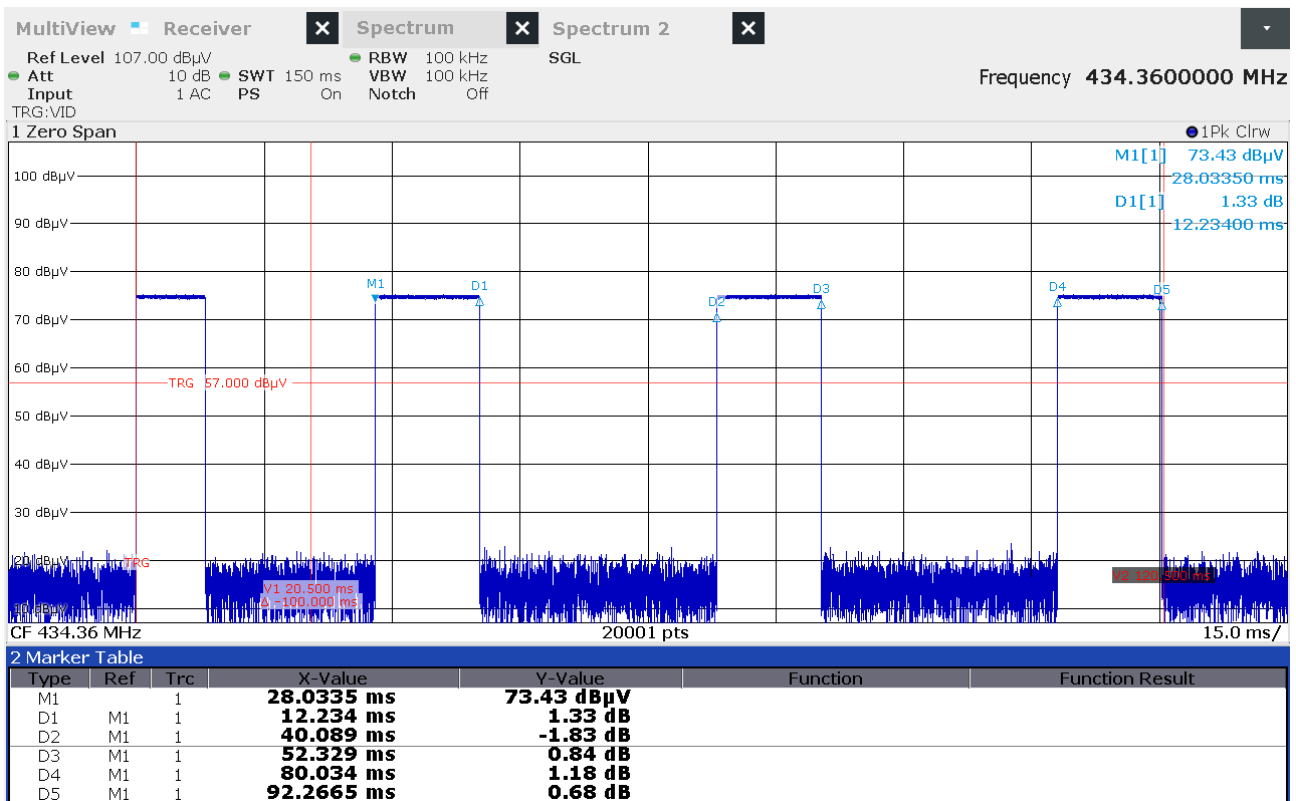 MultiView Receiver Spectrum Spectrum 2
Ref Level 107.00 dBµV RBW 100 kHz SGL
Att 10 dB SWT 150 ms VBW 100 kHz
Frequency 434.3600000 MHz
Input 1 AC PS On Notch Off
TRG:VID
1 Zero Span 1Pk Clrw
M1[1] 73.43 dBµV
28.03350 ms
D1[1] 1.33 dB
12.23400 ms
100 dBµV
90 dBµV
80 dBµV
M1 D1 D2 D3 D4 D5
70 dBµV
60 dBµV
TRG 57.000 dBµV
50 dBµV
40 dBµV
30 dBµV
20 dBµV
TRG
V1 20.500 ms
Δ -100.000 ms
V2 120.500 ms
10 dBµV
CF 434.36 MHz 20001 pts 15.0 ms/
2 Marker Table
Type Ref Trc X-Value Y-Value Function Function Result
M1 1 28.0335 ms 73.43 dBµV
D1 M1 1 12.234 ms 1.33 dB
D2 M1 1 40.089 ms -1.83 dB
D3 M1 1 52.329 ms 0.84 dB
D4 M1 1 80.034 ms 1.18 dB
D5 M1 1 92.2665 ms 0.68 dB